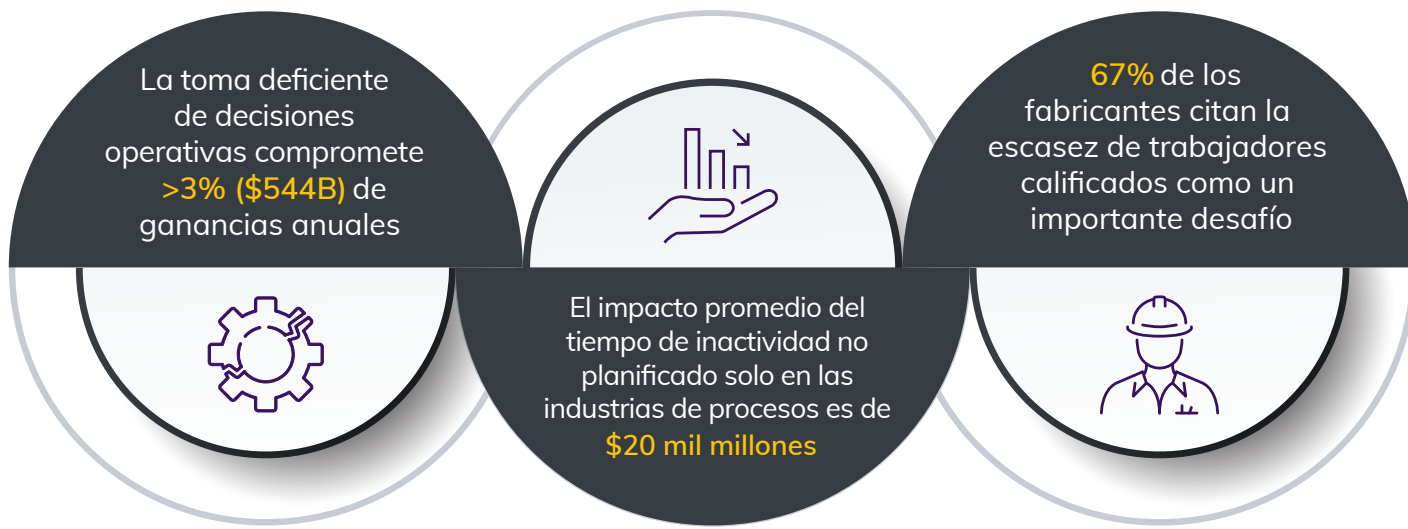 La toma deficiente
de decisiones
operativas compromete
>3% ($544B) de
ganancias anuales
El impacto promedio del
tiempo de inactividad no
planificado solo en las
industrias de procesos es de
$20 mil millones
67% de los
fabricantes citan la
escasez de trabajadores
calificados como un
importante desafío